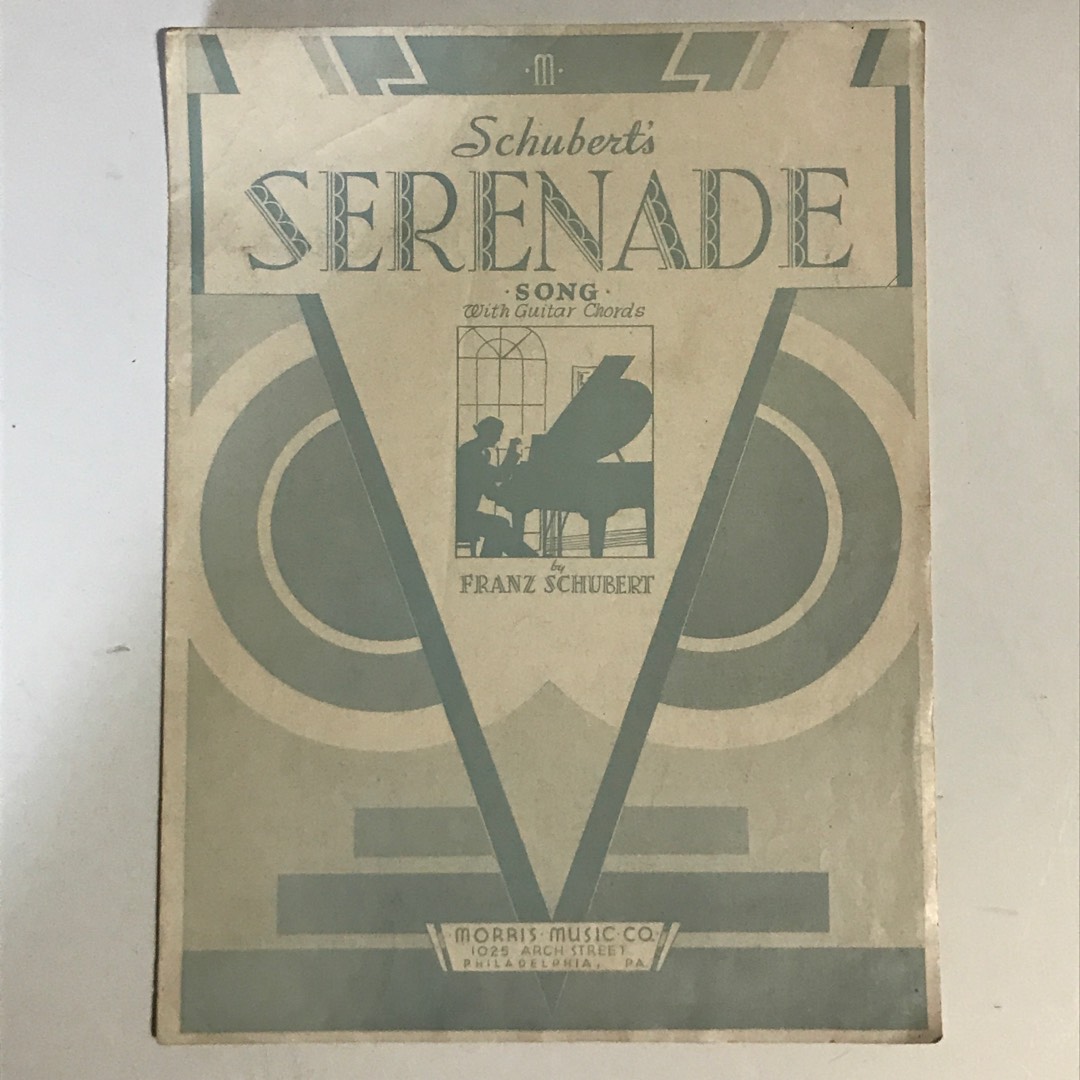 ·M·
Schubert's
SERENADE
·SONG·
With Guitar Chords
by
FRANZ SCHUBERT
MORRIS·MUSIC·CO.
1025 ARCH STREET
PHILADELPHIA, PA.